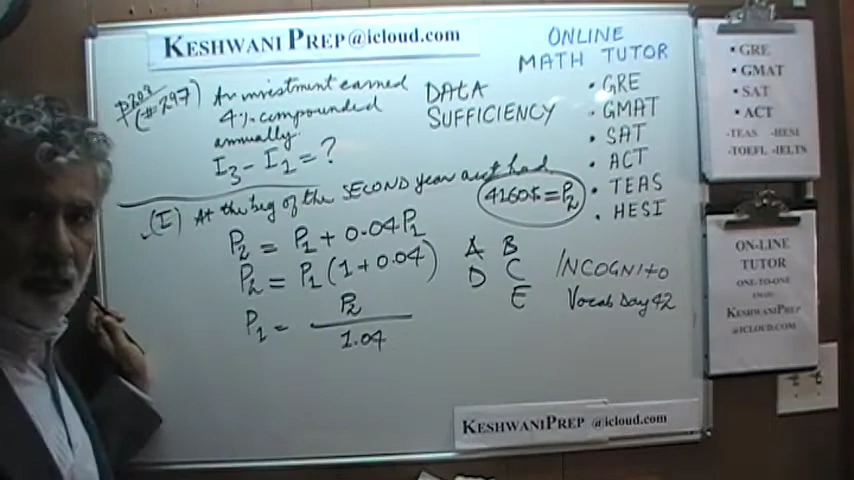 KESHWANI PREP@icloud.com
ONLINE
MATH TUTOR
• GRE
• GMAT
• SAT
• ACT
• TEAS
• HESI
P208
(#297)
An investment earned
4% compounded
annually.
I3 - I2 = ?
DATA
SUFFICIENCY
(I) At the beg of the SECOND year acct had
4160$ = P2
P2 = P1 + 0.04P1
P2 = P1(1 + 0.04)
P1 = P2 / 1.04
A B
D C
E
INCOGNITO
Vocab Day 42
KESHWANIPREP @icloud.com
• GRE
• GMAT
• SAT
• ACT
-TEAS -HESI
-TOEFL -IELTS
ON-LINE
TUTOR
ONE-TO-ONE
KESHWANIPREP
@ICLOUD.COM